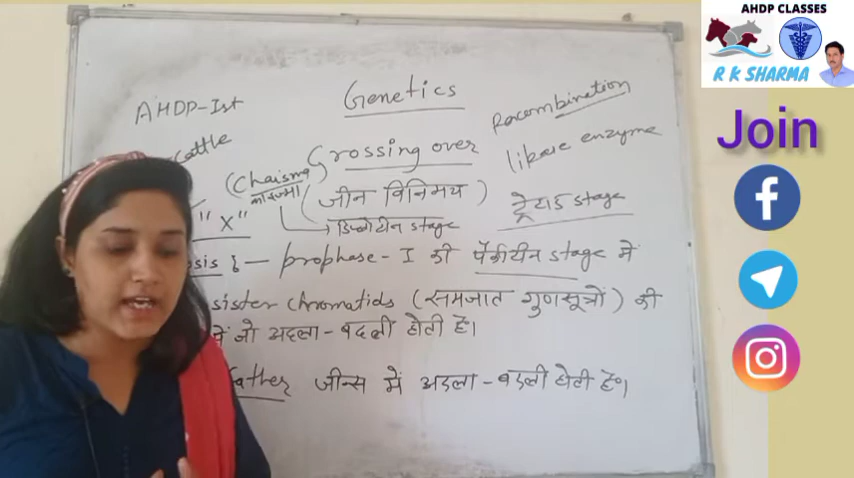 AHDP CLASSES
R K SHARMA
Join
AHDP-Ist
Genetics
Recombination
Cattle
Crossing over
(Chaisma
काइज्मा)
(जीन विनिमय)
ligase enzyme
"X"
→ डिप्लोटीन stage
stage
osis }— prophase - I की पैकीटीन stage में
sister chromatids (समजात गुणसूत्रों) की
में जो अदला - बदली होती है।
father जीन्स में अदला - बदली होती है।